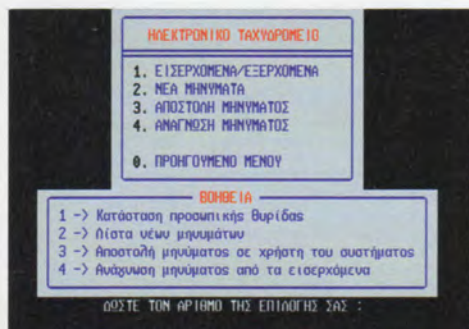 ΗΛΕΚΤΡΟΝΙΚΟ ΤΑΧΥΔΡΟΜΕΙΟ
1. ΕΙΣΕΡΧΟΜΕΝΑ/ΕΞΕΡΧΟΜΕΝΑ
2. ΝΕΑ ΜΗΝΥΜΑΤΑ
3. ΑΠΟΣΤΟΛΗ ΜΗΝΥΜΑΤΟΣ
4. ΑΝΑΓΝΩΣΗ ΜΗΝΥΜΑΤΟΣ
0. ΠΡΟΗΓΟΥΜΕΝΟ ΜΕΝΟΥ
ΒΟΗΘΕΙΑ
1 -> Κατάσταση προσωπικής θυρίδας
2 -> Λίστα νέων μηνυμάτων
3 -> Αποστολή μηνύματος σε χρήστη του συστήματος
4 -> Ανάγνωση μηνύματος από τα εισερχόμενα
ΔΩΣΤΕ ΤΟΝ ΑΡΙΘΜΟ ΤΗΣ ΕΠΙΛΟΓΗΣ ΣΑΣ :